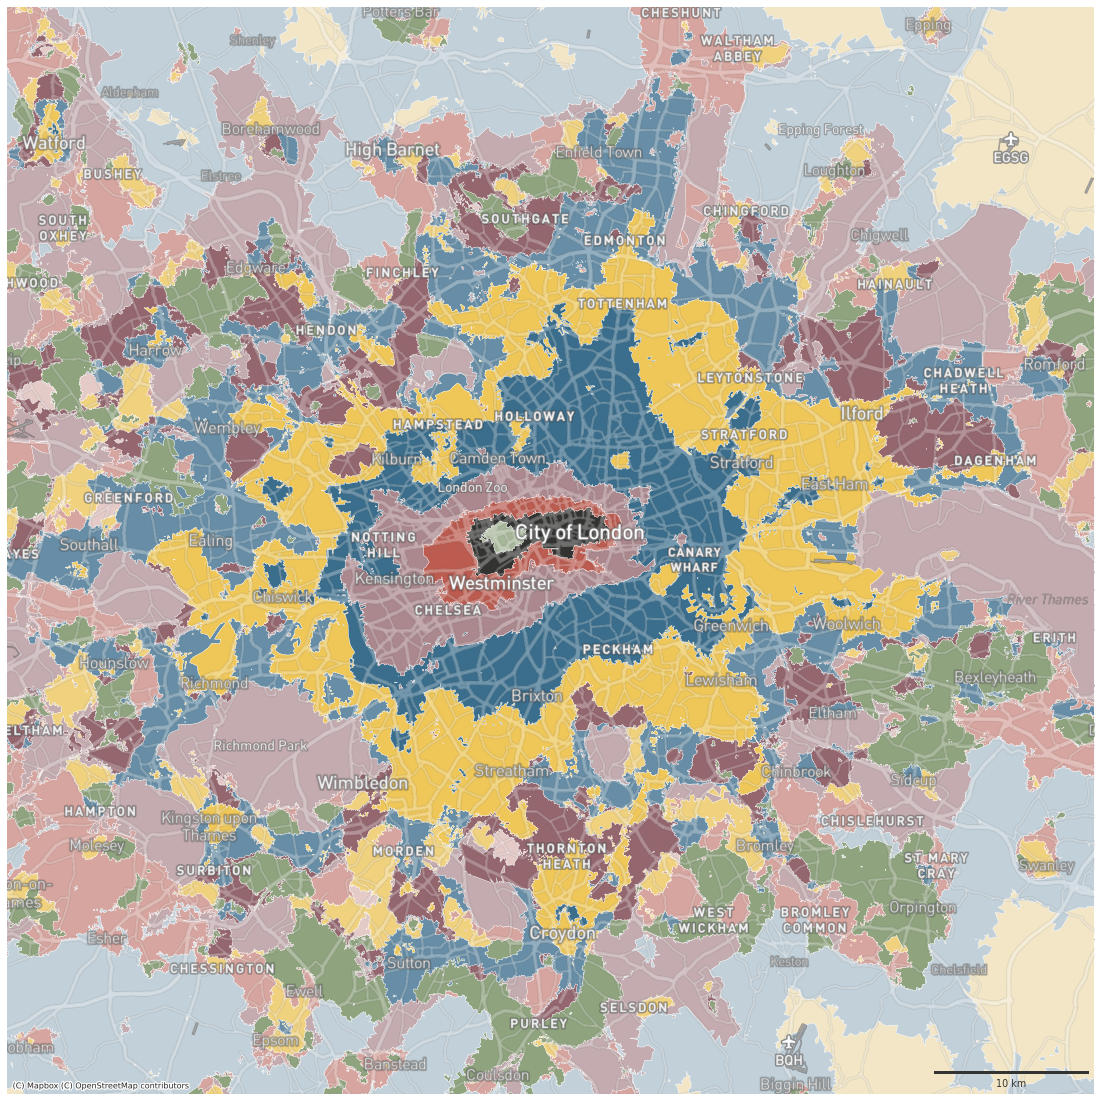 Potters Bar
CHESHUNT
Epping
Shenley
WALTHAM
ABBEY
Aldenham
Borehamwood
Epping Forest
Watford
High Barnet
Enfield Town
EGSG
BUSHEY
Elstree
Loughton
SOUTH
OXHEY
SOUTHGATE
CHINGFORD
EDMONTON
Chigwell
Edgware
FINCHLEY
HWOOD
HAINAULT
TOTTENHAM
HENDON
Harrow
ip
Romford
LEYTONSTONE
CHADWELL
HEATH
Ilford
HOLLOWAY
HAMPSTEAD
Wembley
STRATFORD
Kilburn
Camden Town
Stratford
DAGENHAM
London Zoo
East Ham
GREENFORD
City of London
NOTTING
HILL
Southall
Ealing
AYES
CANARY
WHARF
Kensington
Westminster
Chiswick
River Thames
CHELSEA
Greenwich
Woolwich
ERITH
PECKHAM
Hounslow
Bexleyheath
Richmond
Lewisham
Brixton
Eltham
ELTHAM
Richmond Park
Streatham
Chinbrook
Wimbledon
Sidcup
HAMPTON
Kingston upon
Thames
CHISLEHURST
Molesey
MORDEN
THORNTON
HEATH
Bromley
ST MARY
CRAY
Swanley
SURBITON
on-on-
ames
Orpington
WEST
WICKHAM
BROMLEY
COMMON
Esher
Croydon
Sutton
Keston
Chelsfield
CHESSINGTON
Ewell
SELSDON
PURLEY
Epsom
obham
Banstead
Coulsdon
BQH
Biggin Hill
10 km
(C) Mapbox (C) OpenStreetMap contributors